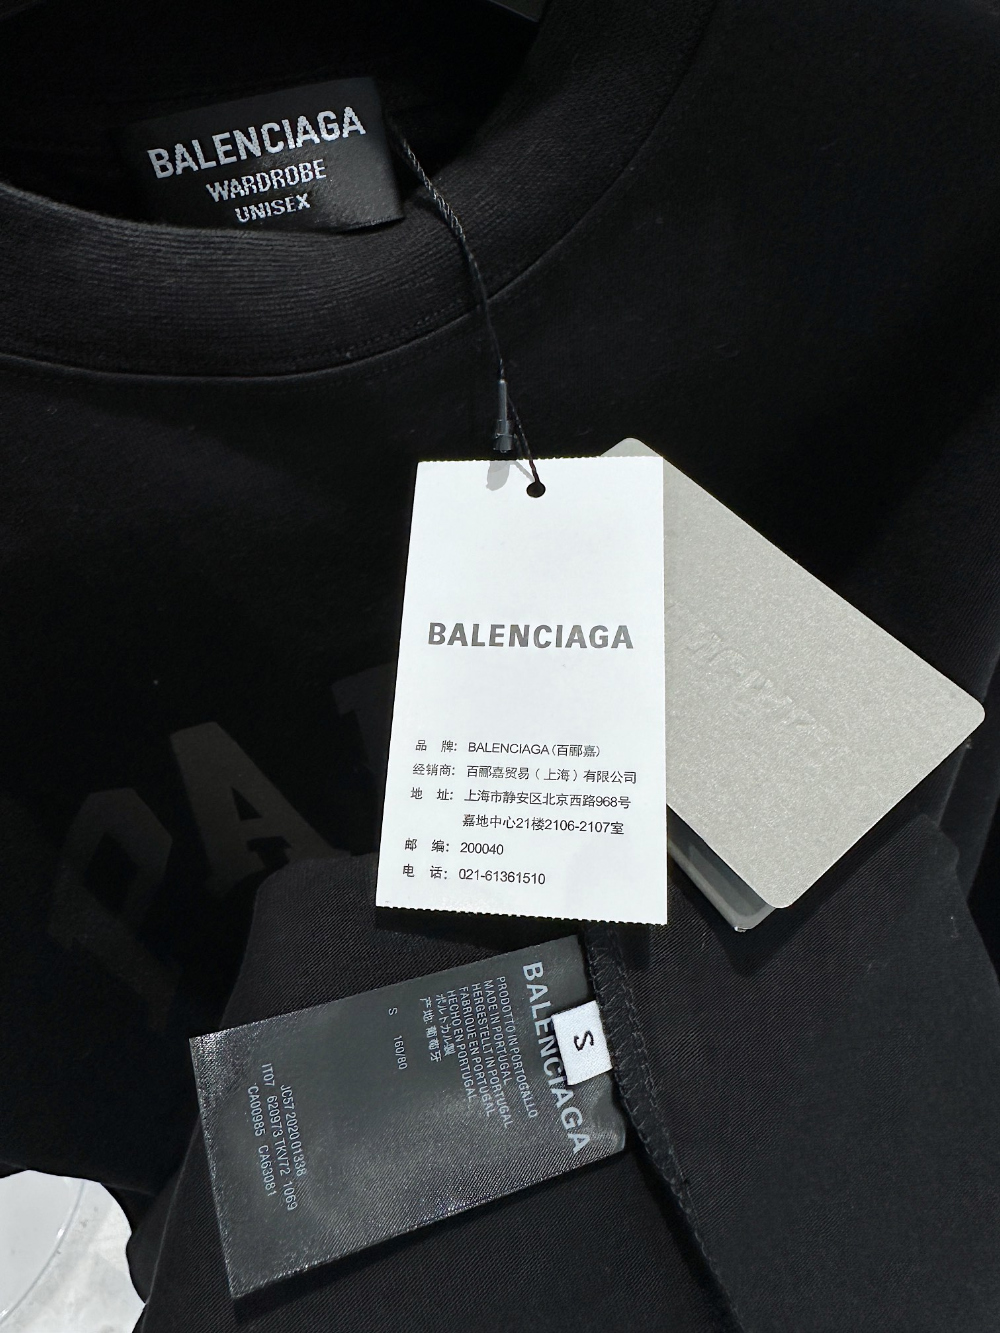 BALENCIAGA
WARDROBE
UNISEX
BALENCIAGA
品 牌: BALENCIAGA(百郦嘉)
经销商: 百郦嘉贸易(上海)有限公司
地 址: 上海市静安区北京西路968号
嘉地中心21楼2106-2107室
邮 编: 200040
电 话: 021-61361510
PA
BALENCIAGA
S
PRODOTTO IN PORTOGALLO
MADE IN PORTUGAL
HERGESTELLT IN PORTUGAL
FABRIQUE EN PORTUGAL
HECHO EN PORTUGAL
ポルトガル製
产地: 葡萄牙
S 160/80
JC57 2020 01338
IT07 620973 TKV72 1069
CA00985 CA63081